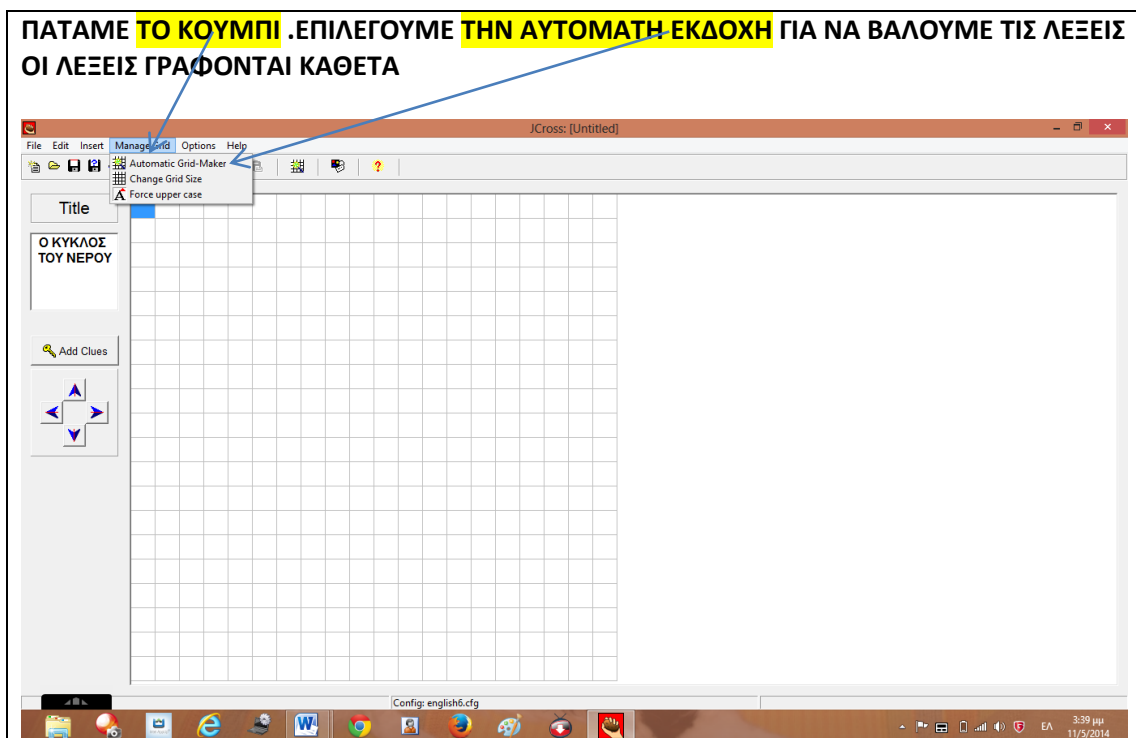 ΠΑΤΑΜΕ ΤΟ ΚΟΥΜΠΙ .ΕΠΙΛΕΓΟΥΜΕ ΤΗΝ ΑΥΤΟΜΑΤΗ ΕΚΔΟΧΗ ΓΙΑ ΝΑ ΒΑΛΟΥΜΕ ΤΙΣ ΛΕΞΕΙΣ
ΟΙ ΛΕΞΕΙΣ ΓΡΑΦΟΝΤΑΙ ΚΑΘΕΤΑ
JCross: [Untitled]
File Edit Insert Manage Grid Options Help
Automatic Grid-Maker
Change Grid Size
Force upper case
Title
Ο ΚΥΚΛΟΣ
ΤΟΥ ΝΕΡΟΥ
Add Clues
Config: english6.cfg
ΕΛ
3:39 μμ
11/5/2014